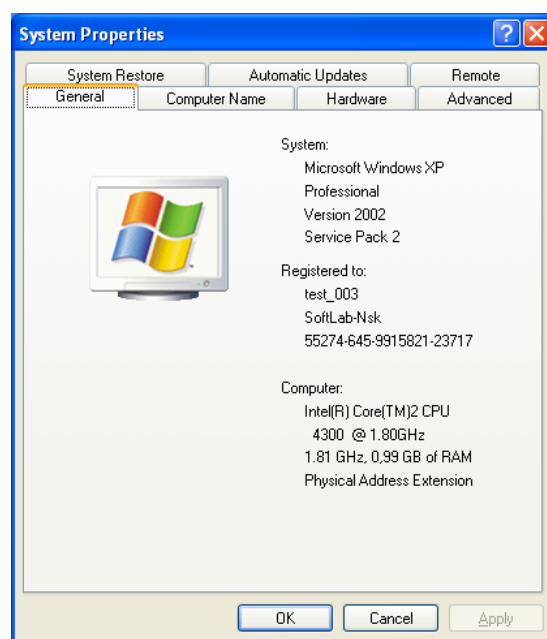 System Properties
System Restore Automatic Updates Remote
General Computer Name Hardware Advanced
System:
Microsoft Windows XP
Professional
Version 2002
Service Pack 2
Registered to:
test_003
SoftLab-Nsk
55274-645-9915821-23717
Computer:
Intel(R) Core(TM)2 CPU
4300 @ 1.80GHz
1.81 GHz, 0,99 GB of RAM
Physical Address Extension
OK Cancel Apply